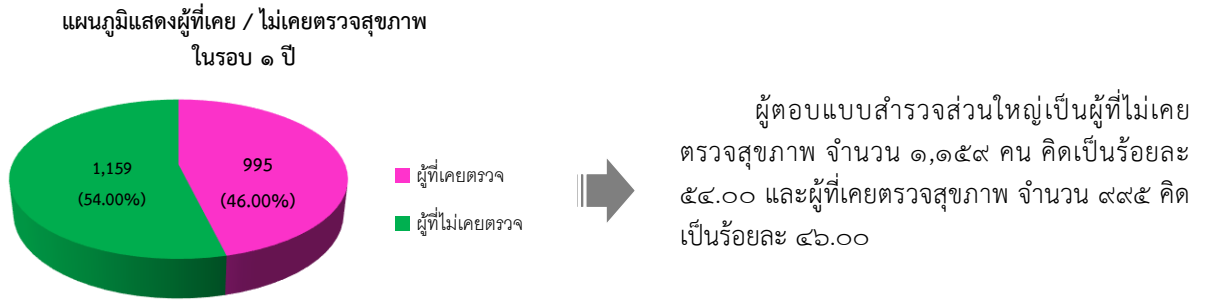 แผนภูมิแสดงผู้ที่เคย / ไม่เคยตรวจสุขภาพ
ในรอบ ๑ ปี
1,159
(54.00%)
995
(46.00%)
ผู้ที่เคยตรวจ
ผู้ที่ไม่เคยตรวจ
ผู้ตอบแบบสำรวจส่วนใหญ่เป็นผู้ที่ไม่เคย
ตรวจสุขภาพ จำนวน ๑,๑๕๙ คน คิดเป็นร้อยละ
๕๔.๐๐ และผู้ที่เคยตรวจสุขภาพ จำนวน ๙๙๕ คิด
เป็นร้อยละ ๔๖.๐๐